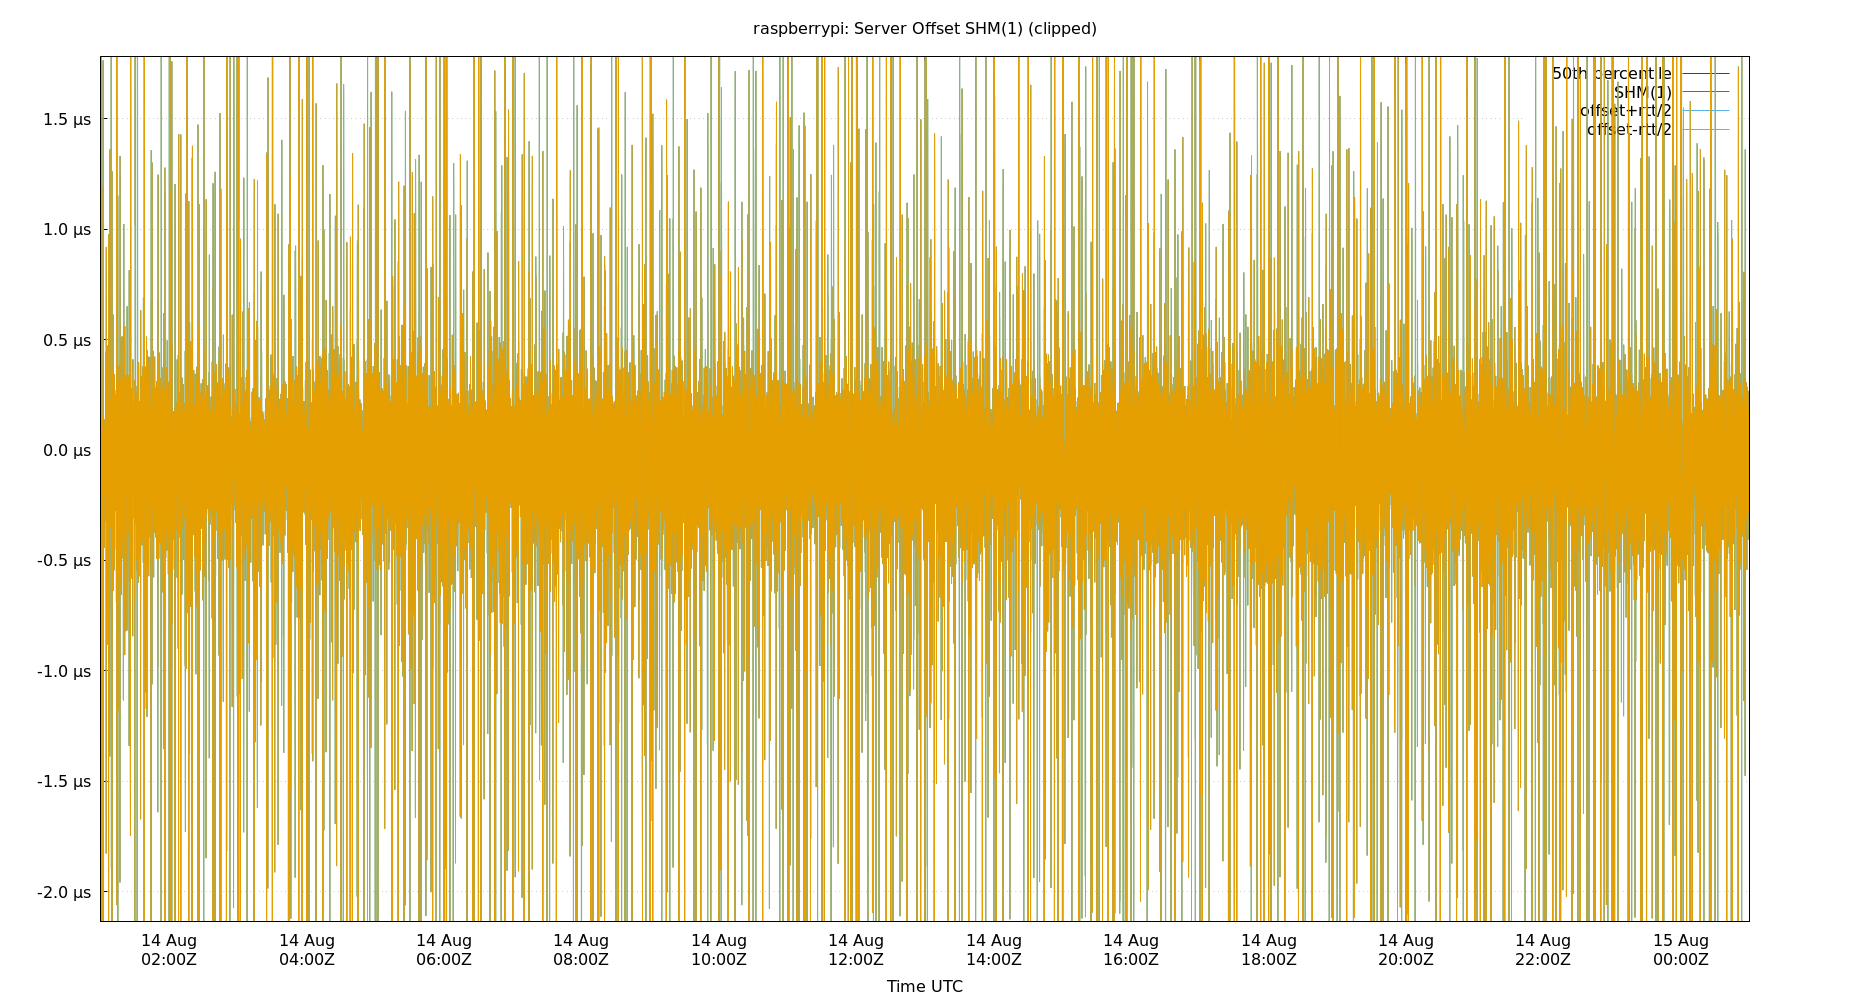 raspberrypi: Server Offset SHM(1) (clipped)
50th percentile
SHM(1)
offset+rtt/2
offset-rtt/2
1.5 µs
1.0 µs
0.5 µs
0.0 µs
-0.5 µs
-1.0 µs
-1.5 µs
-2.0 µs
14 Aug 14 Aug 14 Aug 14 Aug 14 Aug 14 Aug 14 Aug 14 Aug 14 Aug 14 Aug 14 Aug 15 Aug
02:00Z 04:00Z 06:00Z 08:00Z 10:00Z 12:00Z 14:00Z 16:00Z 18:00Z 20:00Z 22:00Z 00:00Z
Time UTC